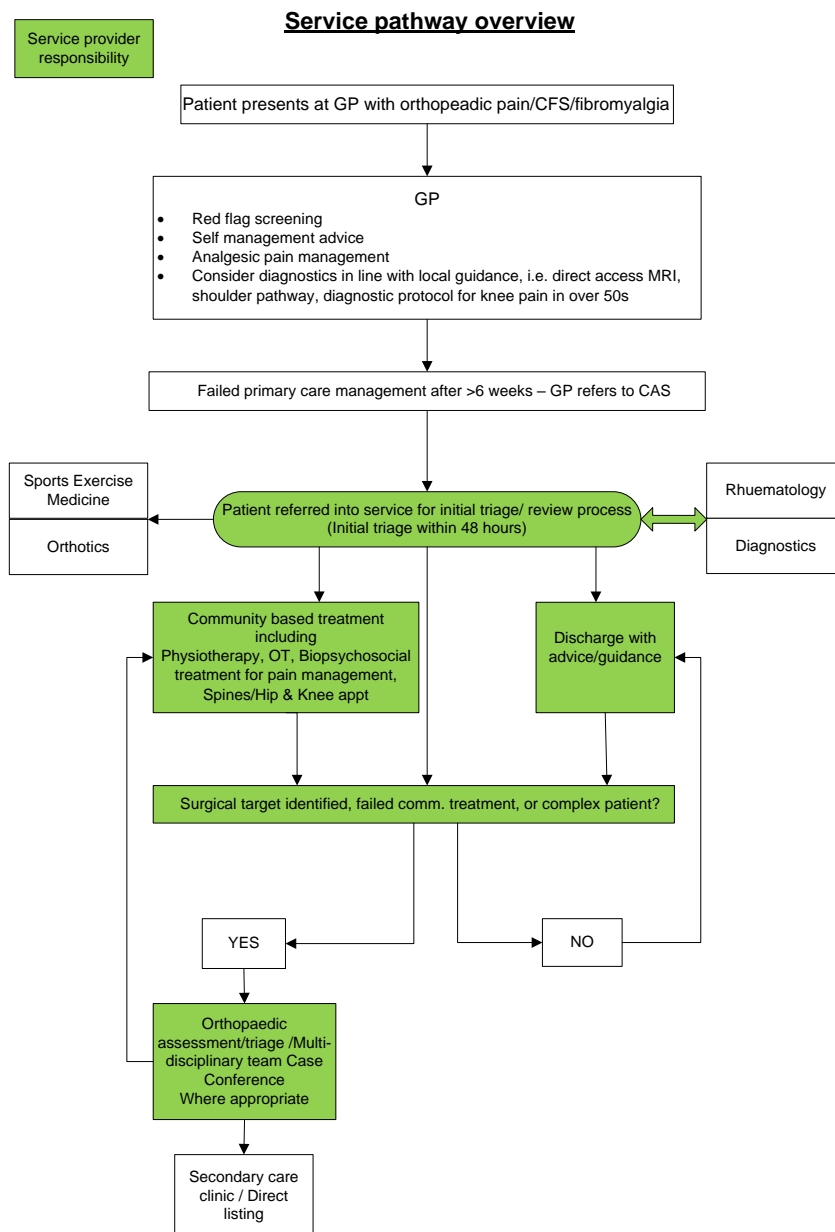 Service pathway overview
Service provider
responsibility
Patient presents at GP with orthopeadic pain/CFS/fibromyalgia
GP
• Red flag screening
• Self management advice
• Analgesic pain management
• Consider diagnostics in line with local guidance, i.e. direct access MRI,
shoulder pathway, diagnostic protocol for knee pain in over 50s
Failed primary care management after >6 weeks – GP refers to CAS
Sports Exercise
Medicine
Orthotics
Patient referred into service for initial triage/ review process
(Initial triage within 48 hours)
Rhuematology
Diagnostics
Community based treatment
including
Physiotherapy, OT, Biopsychosocial
treatment for pain management,
Spines/Hip & Knee appt
Discharge with
advice/guidance
Surgical target identified, failed comm. treatment, or complex patient?
YES
NO
Orthopaedic
assessment/triage /Multi-
disciplinary team Case
Conference
Where appropriate
Secondary care
clinic / Direct
listing